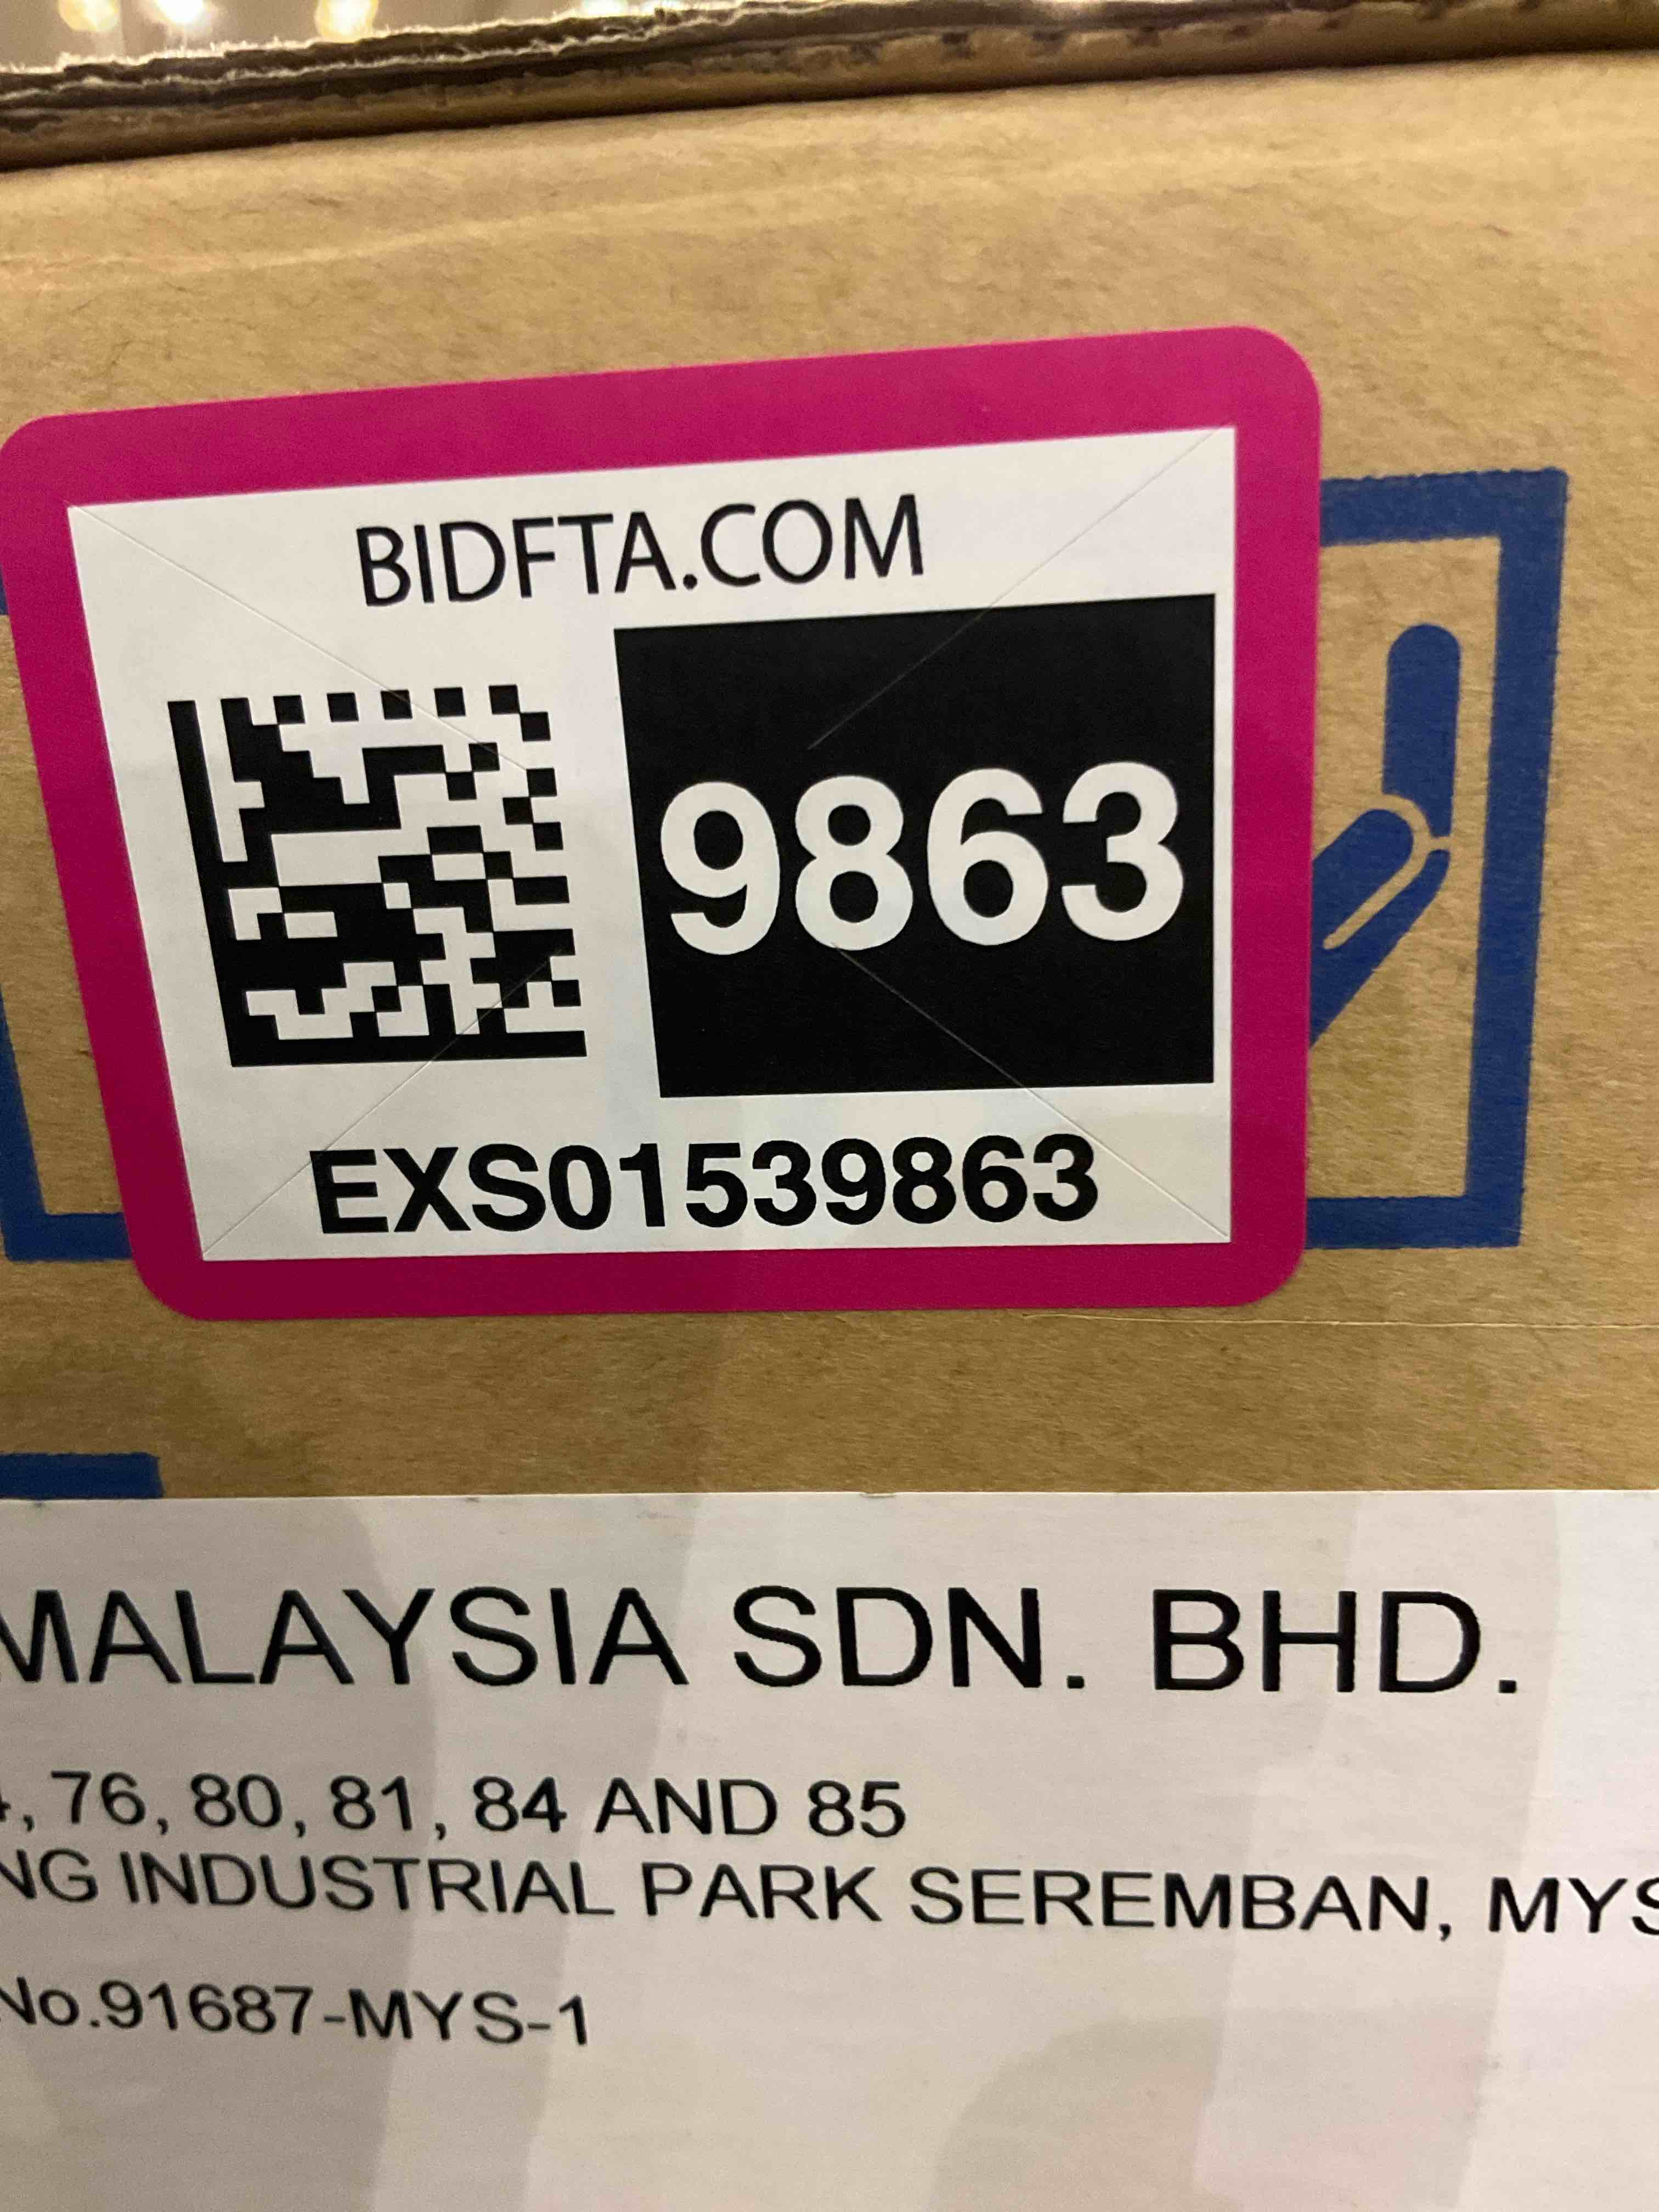 BIDFTA.COM
9863
EXS01539863
MALAYSIA SDN. BHD.
, 76, 80, 81, 84 AND 85
NG INDUSTRIAL PARK SEREMBAN, MYS
No.91687-MYS-1